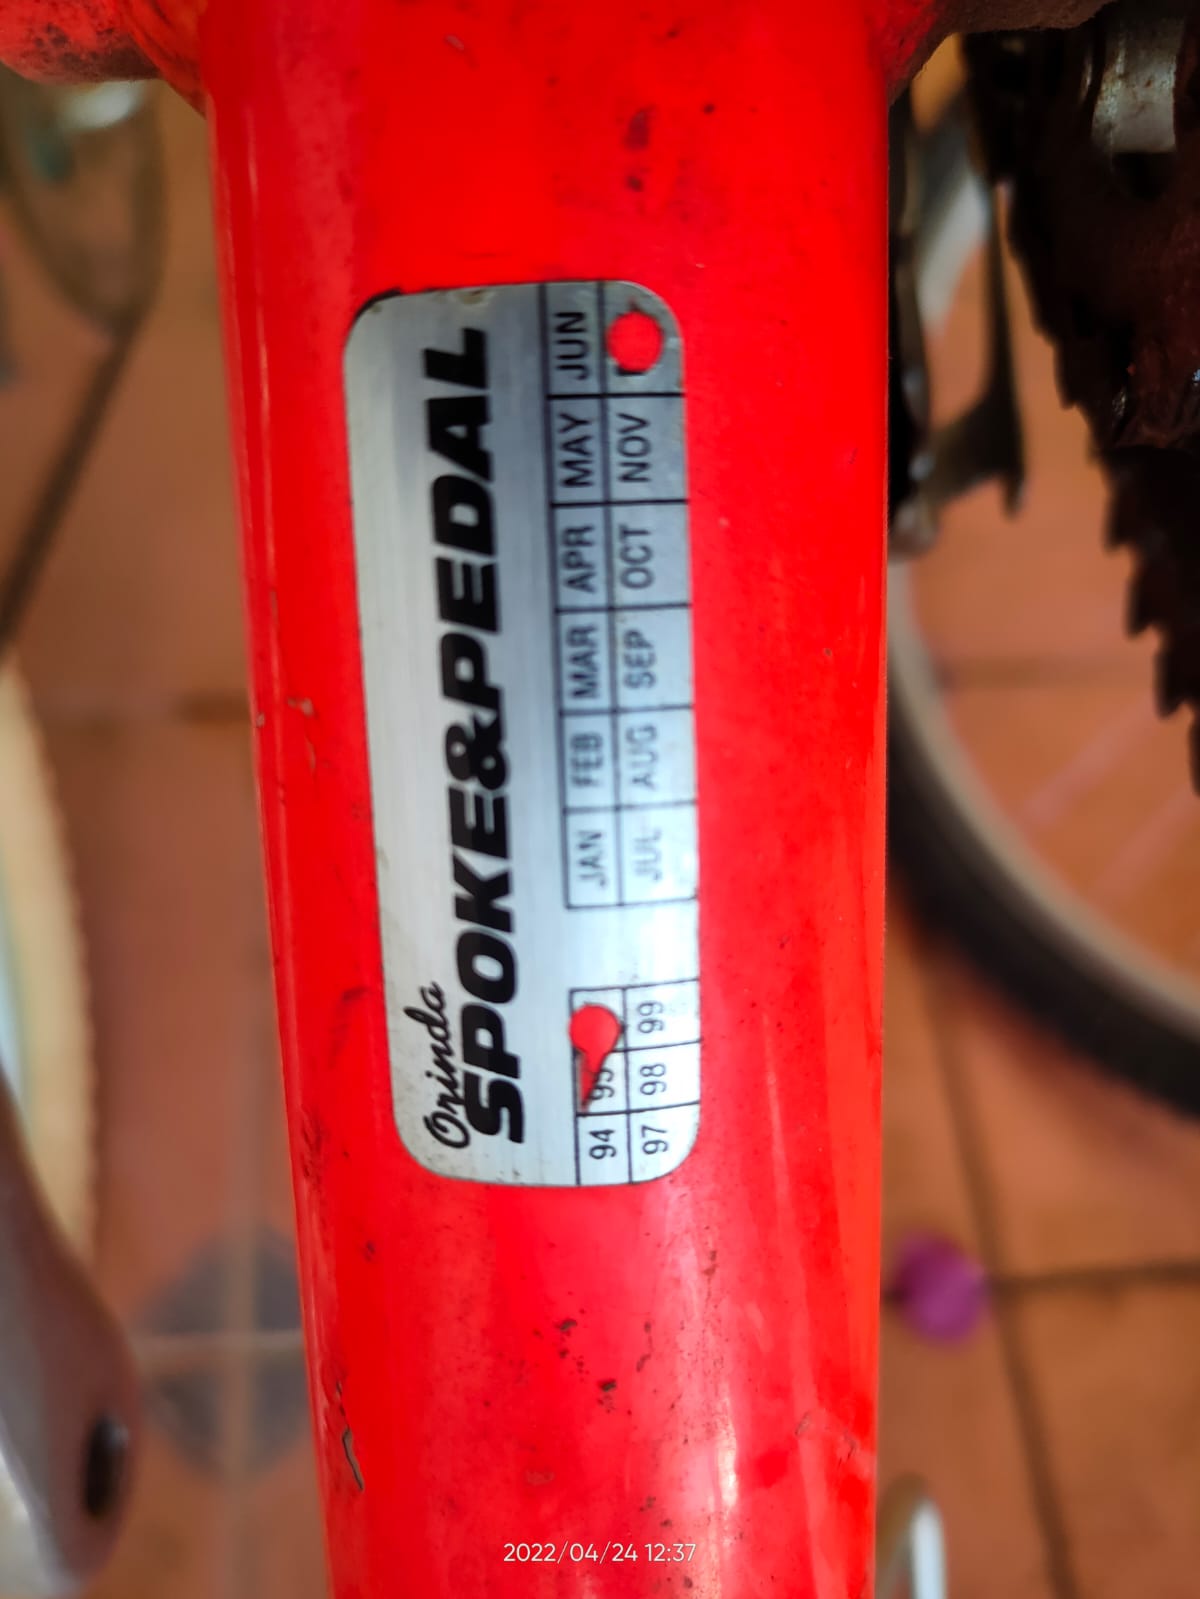 Orinda
SPOKE&PEDAL
94 95 JAN FEB MAR APR MAY JUN
97 98 99 JUL AUG SEP OCT NOV
2022/04/24 12:37